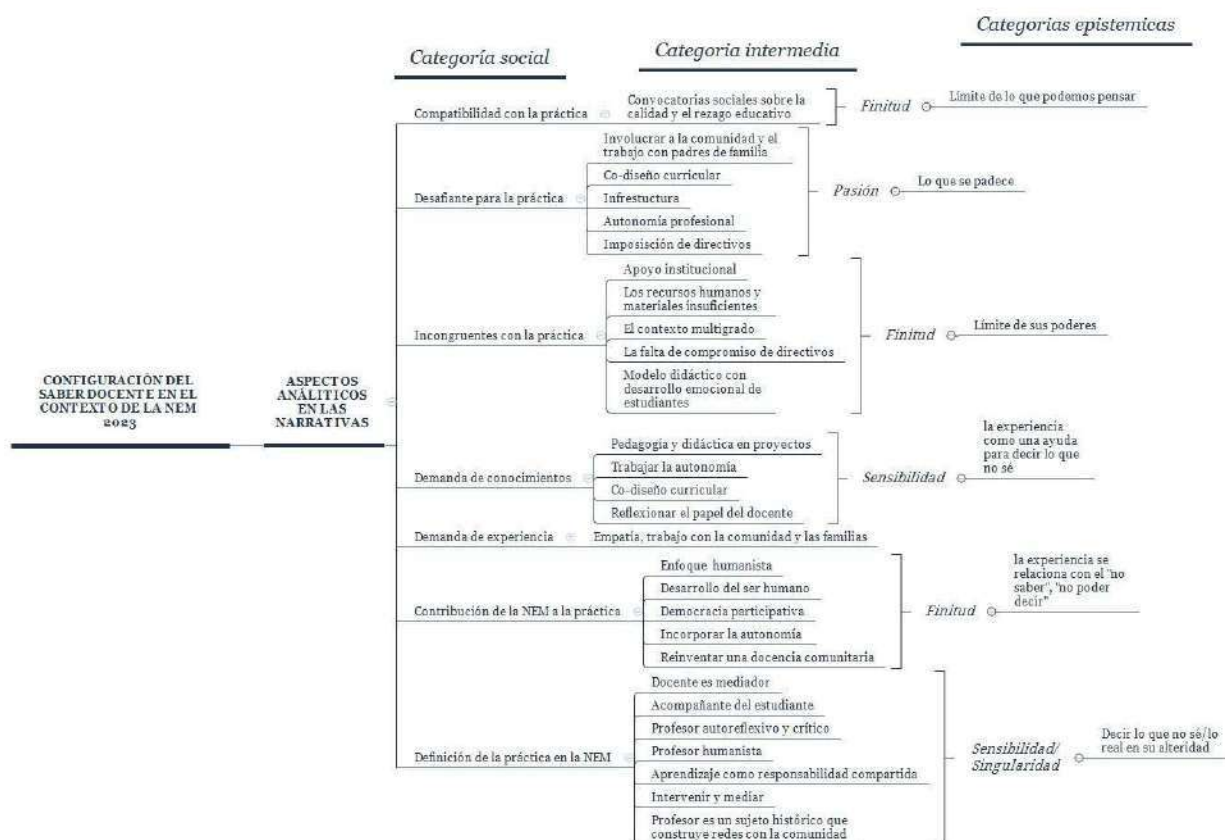 Categorías epistemicas
Categoría social
Categoria intermedia
Compatibilidad con la práctica
Convocatorias sociales sobre la
calidad y el rezago educativo
Finitud
Límite de lo que podemos pensar
Desafiante para la práctica
Involucrar a la comunidad y el
trabajo con padres de familia
Co-diseño curricular
Infrestuctura
Autonomía profesional
Imposisción de directivos
Pasión
Lo que se padece
Incongruentes con la práctica
Apoyo institucional
Los recursos humanos y
materiales insuficientes
El contexto multigrado
La falta de compromiso de directivos
Modelo didáctico con
desarrollo emocional de
estudiantes
Finitud
Límite de sus poderes
CONFIGURACIÓN DEL
SABER DOCENTE EN EL
CONTEXTO DE LA NEM
2023
ASPECTOS
ANÁLITICOS
EN LAS
NARRATIVAS
Demanda de conocimientos
Pedagogía y didáctica en proyectos
Trabajar la autonomía
Co-diseño curricular
Reflexionar el papel del docente
Sensibilidad
la experiencia
como una ayuda
para decir lo que
no sé
Demanda de experiencia
Empatía, trabajo con la comunidad y las familias
Contribución de la NEM a la práctica
Enfoque humanista
Desarrollo del ser humano
Democracia participativa
Incorporar la autonomía
Reinventar una docencia comunitaria
Finitud
la experiencia se
relaciona con el "no
saber", "no poder
decir"
Definición de la práctica en la NEM
Docente es mediador
Acompañante del estudiante
Profesor autoreflexivo y crítico
Profesor humanista
Aprendizaje como responsabilidad compartida
Intervenir y mediar
Profesor es un sujeto histórico que
construye redes con la comunidad
Sensibilidad/
Singularidad
Decir lo que no sé/lo
real en su alteridad